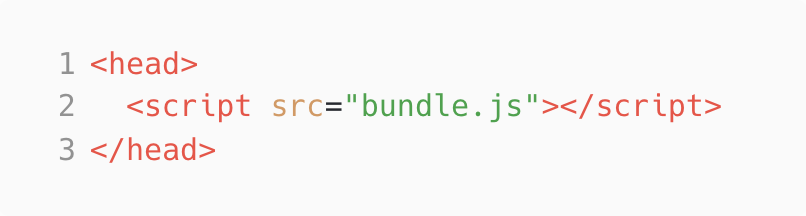 1 <head>
2   <script src="bundle.js"></script>
3 </head>